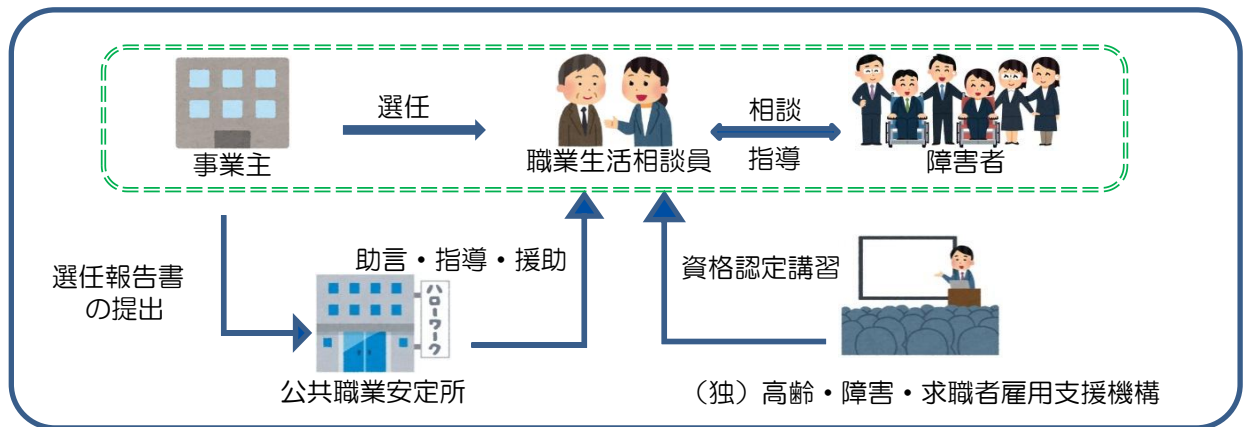 選任
相談
指導
事業主
職業生活相談員
障害者
選任報告書
の提出
助言・指導・援助
資格認定講習
ハローワーク
公共職業安定所
（独）高齢・障害・求職者雇用支援機構